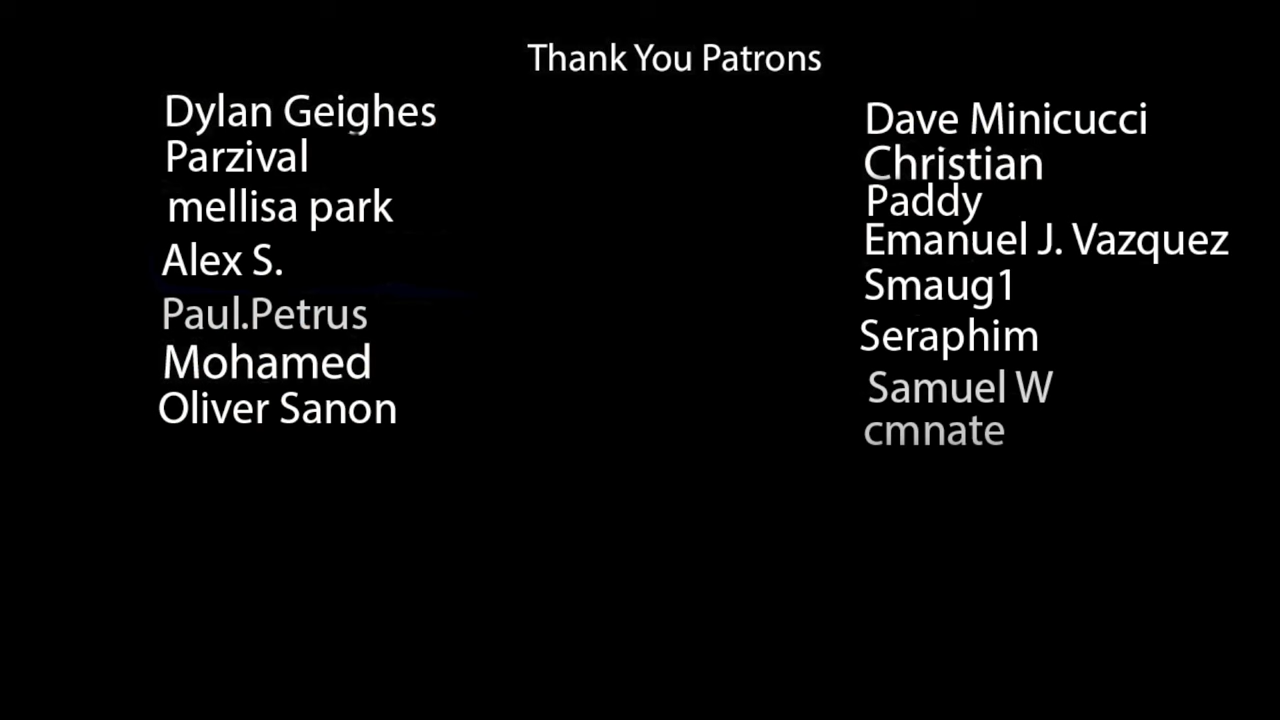 Thank You Patrons
Dylan Geighes
Parzival
mellisa park
Alex S.
Paul.Petrus
Mohamed
Oliver Sanon
Dave Minicucci
Christian
Paddy
Emanuel J. Vazquez
Smaug1
Seraphim
Samuel W
cmnate